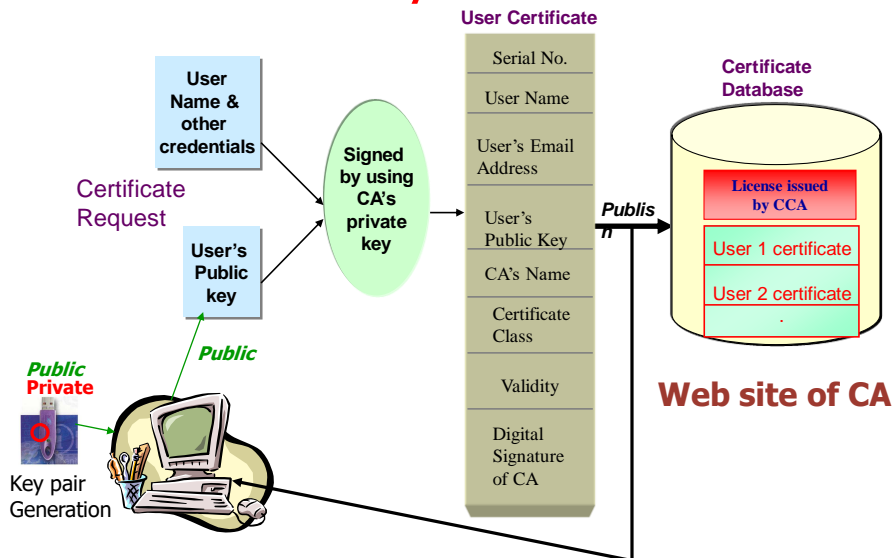 User Certificate
Serial No.
User Name
User's Email
Address
User's
Public Key
CA's Name
Certificate
Class
Validity
Digital
Signature
of CA
User
Name &
other
credentials
Certificate
Request
User's
Public
key
Signed
by using
CA's
private
key
Public
Public
Private
Key pair
Generation
Publis
h
Certificate
Database
License issued
by CCA
User 1 certificate
User 2 certificate
.
Web site of CA